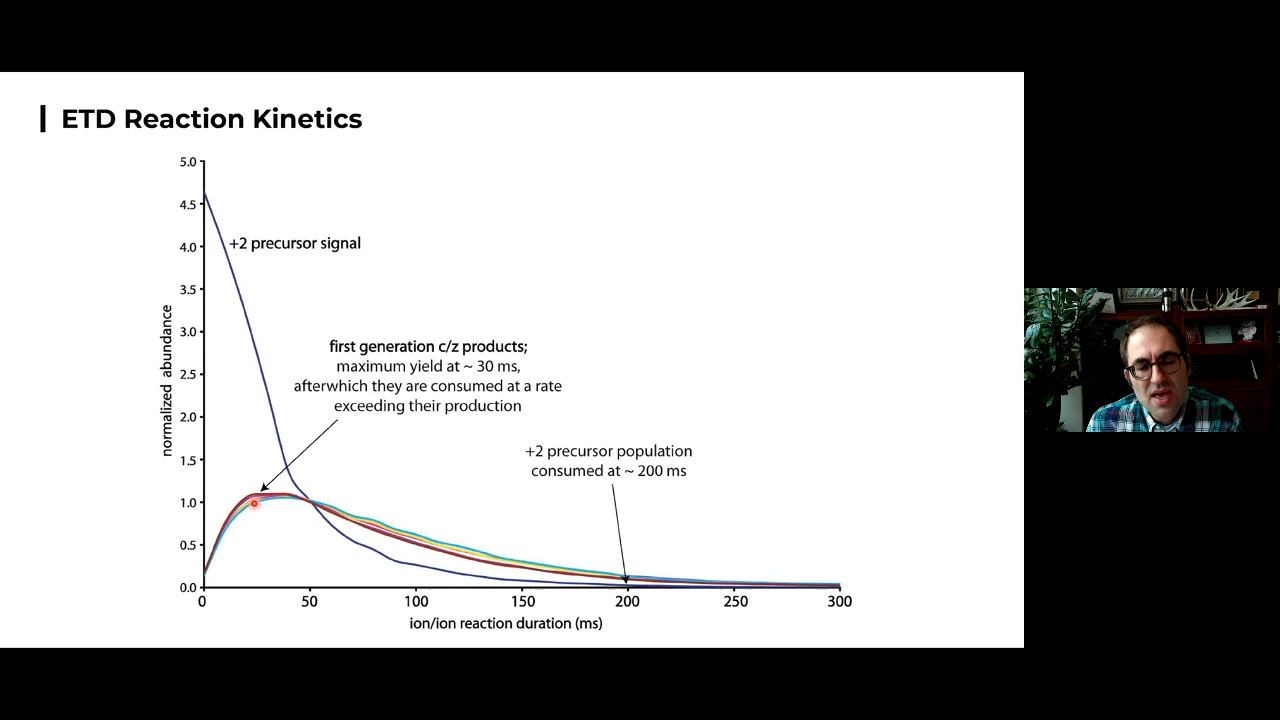 ETD Reaction Kinetics
5.0
4.5
4.0
3.5
3.0
2.5
2.0
1.5
1.0
0.5
0.0
normalized abundance
+2 precursor signal
first generation c/z products;
maximum yield at ~ 30 ms,
afterwhich they are consumed at a rate
exceeding their production
+2 precursor population
consumed at ~ 200 ms
0
50
100
150
200
250
300
ion/ion reaction duration (ms)